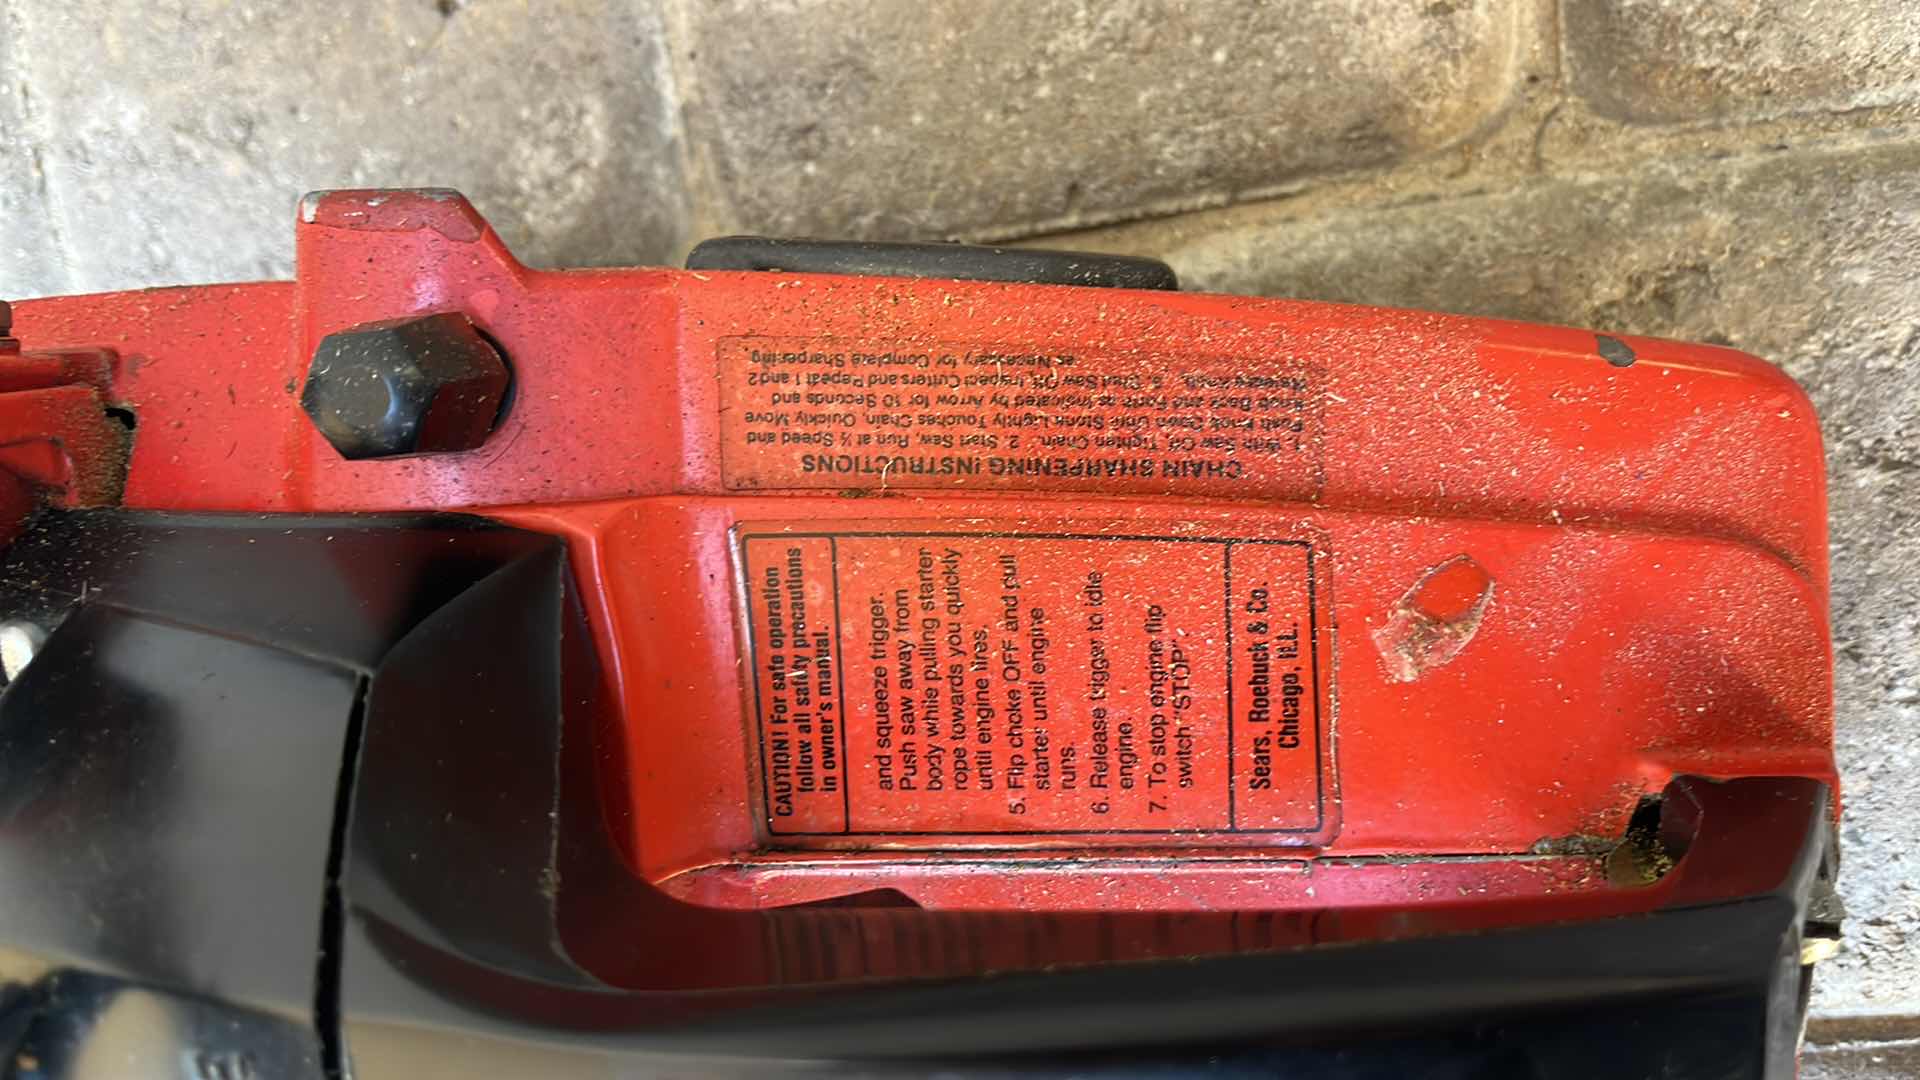 CHAIN SHARPENING INSTRUCTIONS
1. With Saw Off, Tighten Chain. 2. Start Saw, Run at ½ Speed and
Push Knob Down Until Stone Lightly Touches Chain, Quickly Move
Knob Back and Forth as Indicated by Arrow for 10 Seconds and
Release Knob. 3. Shut Saw Off, Inspect Cutters and Repeat 1 and 2
as Necessary for Complete Sharpening.
CAUTION! For safe operation
follow all safety precautions
in owner's manual.
and squeeze trigger.
Push saw away from
body while pulling starter
rope towards you quickly
until engine fires.
5. Flip choke OFF and pull
starter until engine
runs.
6. Release trigger to idle
engine.
7. To stop engine flip
switch "STOP".
Sears, Roebuck & Co.
Chicago, ILL.